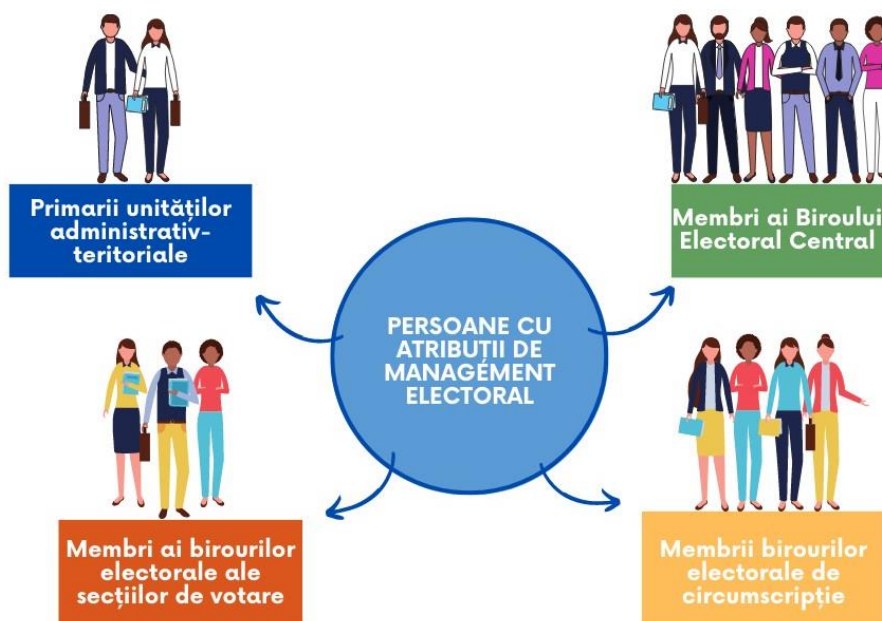 Primarii unităților
administrativ-
teritoriale
Membri ai Biroului
Electoral Central
PERSOANE CU
ATRIBUȚII DE
MANAGEMENT
ELECTORAL
Membri ai birourilor
electorale ale
secțiilor de votare
Membrii birourilor
electorale de
circumscripție